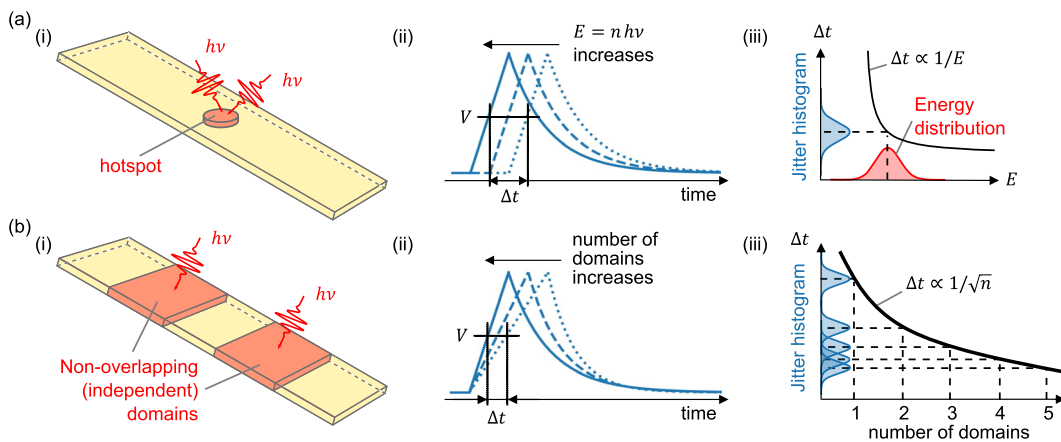 (a)
(i)
hν
hν
hotspot
(ii)
E = n hν
increases
V
Δt
time
(iii)
Δt
Δt ∝ 1/E
Energy
distribution
Jitter histogram
E
(b)
(i)
hν
hν
Non-overlapping
(independent)
domains
(ii)
number of
domains
increases
V
Δt
time
(iii)
Δt
Δt ∝ 1/√n
Jitter histogram
1 2 3 4 5
number of domains